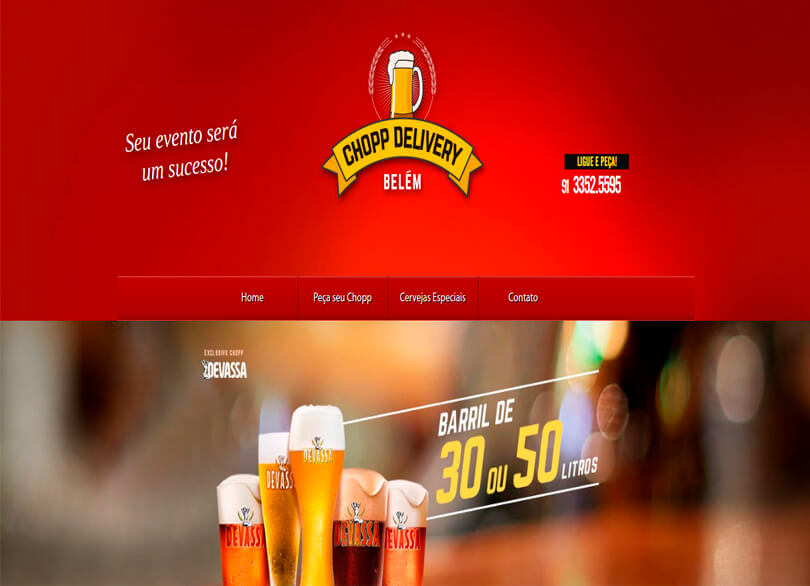 CHOPP DELIVERY
BELÉM
Seu evento será
um sucesso!
LIGUE E PEÇA!
91 3352.5595
Home
Peça seu Chopp
Cervejas Especiais
Contato
EXCLUSIVO CHOPP
DEVASSA
BARRIL DE
30 OU 50 LITROS
DEVASSA
DEVASS
DEVASSA
DEVASSA
DEVASSA